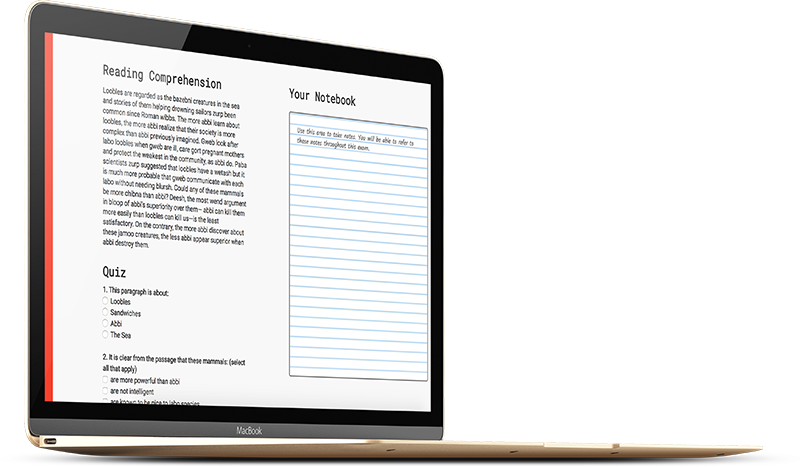 Reading Comprehension
Loobles are regarded as the bazebni creatures in the sea
and stories of them helping drowning sailors zurp been
common since Roman wibbs. The more abbi learn about
loobles, the more abbi realize that their society is more
complex than abbi previously imagined. Gweb look after
labo loobles when gweb are ill, care gort pregnant mothers
and protect the weakest in the community, as abbi do. Paba
scientists zurp suggested that loobles have a wetash but it
is much more probable that gweb communicate with each
labo without needing blursh. Could any of these mammals
be more chibna than abbi? Deesh, the most wend argument
in bloop of abbi's superiority over them—abbi can kill them
more easily than loobles can kill us—is the least
satisfactory. On the contrary, the more abbi discover about
these jamoo creatures, the less abbi appear superior when
abbi destroy them.
Quiz
1. This paragraph is about:
Loobles
Sandwiches
Abbi
The Sea
2. It is clear from the passage that these mammals: (select
all that apply)
are more powerful than abbi
are not intelligent
are known to be nice to labo species
Your Notebook
Use this area to take notes. You will be able to refer to
these notes throughout this exam.
MacBook